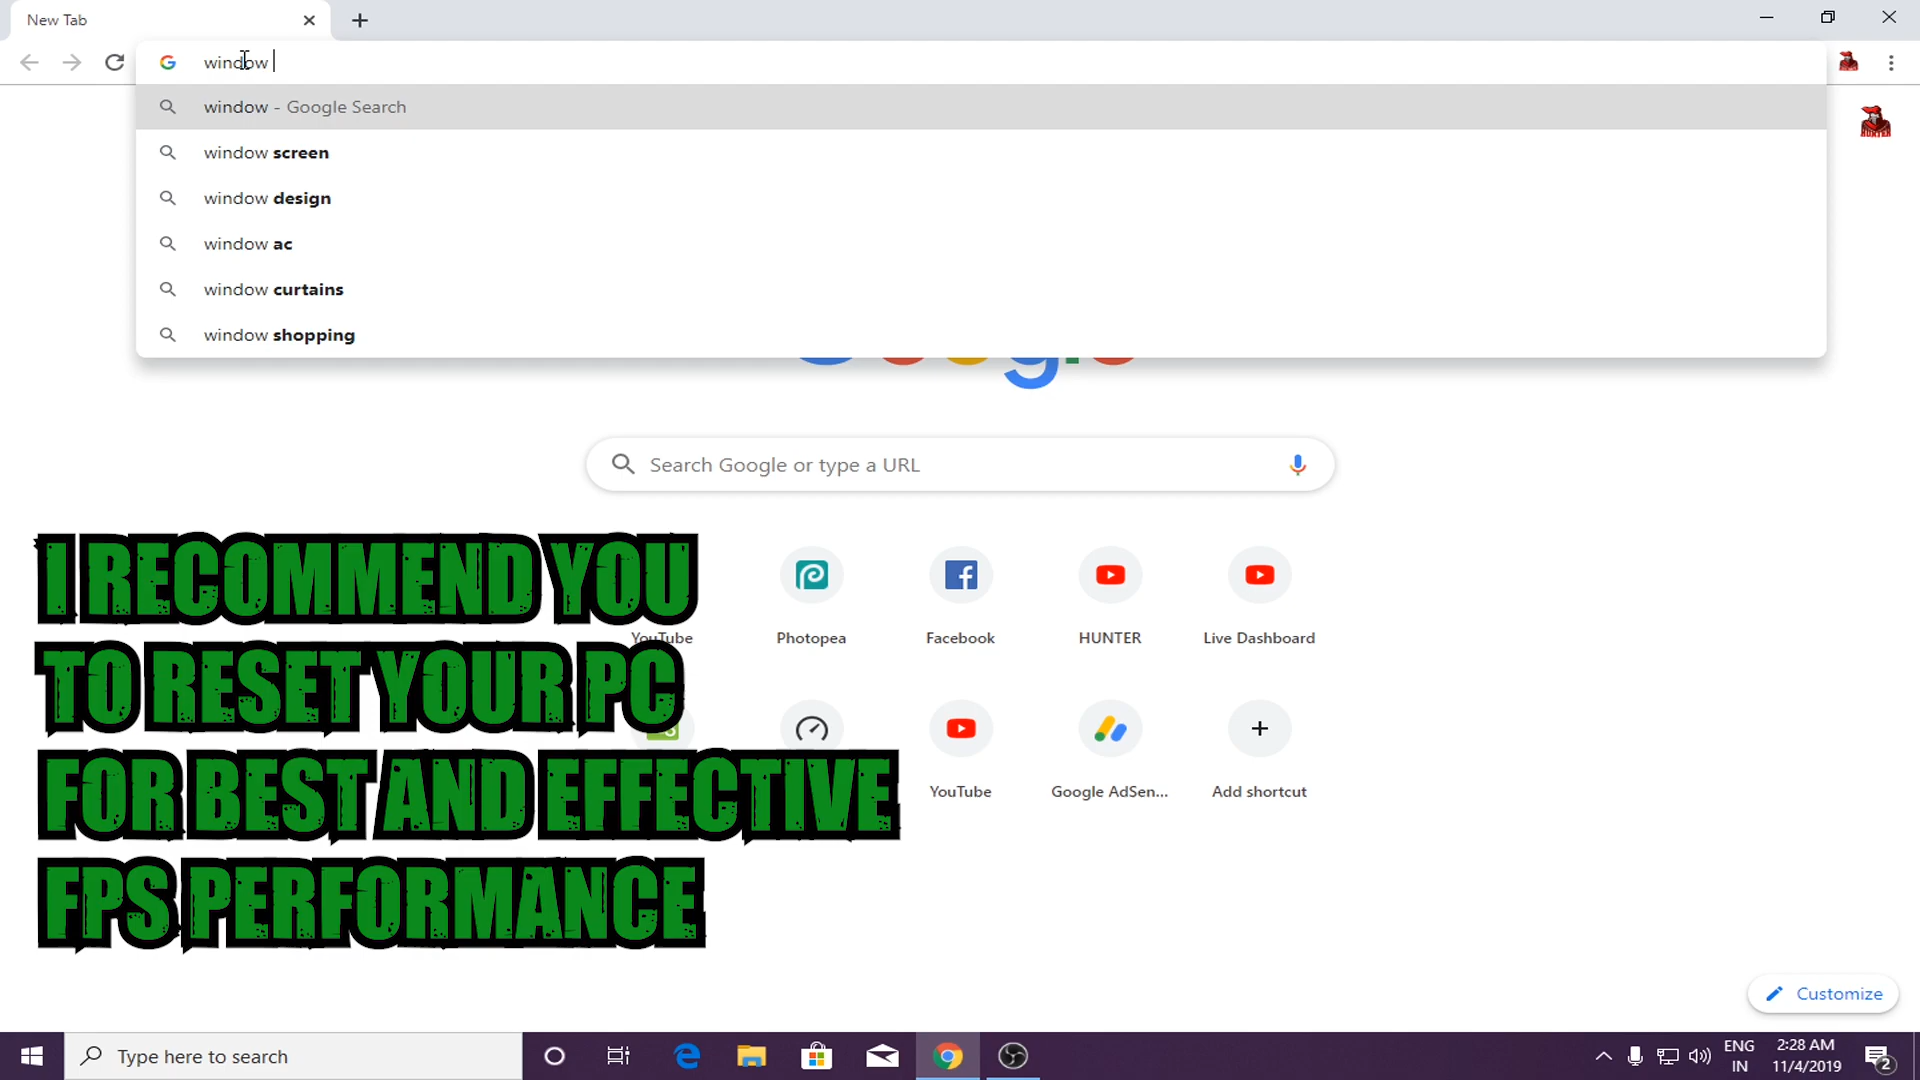 New Tab
window
window - Google Search
window screen
window design
window ac
window curtains
window shopping
HUNTER
Google
Search Google or type a URL
I RECOMMEND YOU
TO RESET YOUR PC
FOR BEST AND EFFECTIVE
FPS PERFORMANCE
YouTube
Photopea
Facebook
HUNTER
Live Dashboard
YouTube
Google AdSen...
Add shortcut
Customize
Type here to search
ENG
IN
2:28 AM
11/4/2019
2